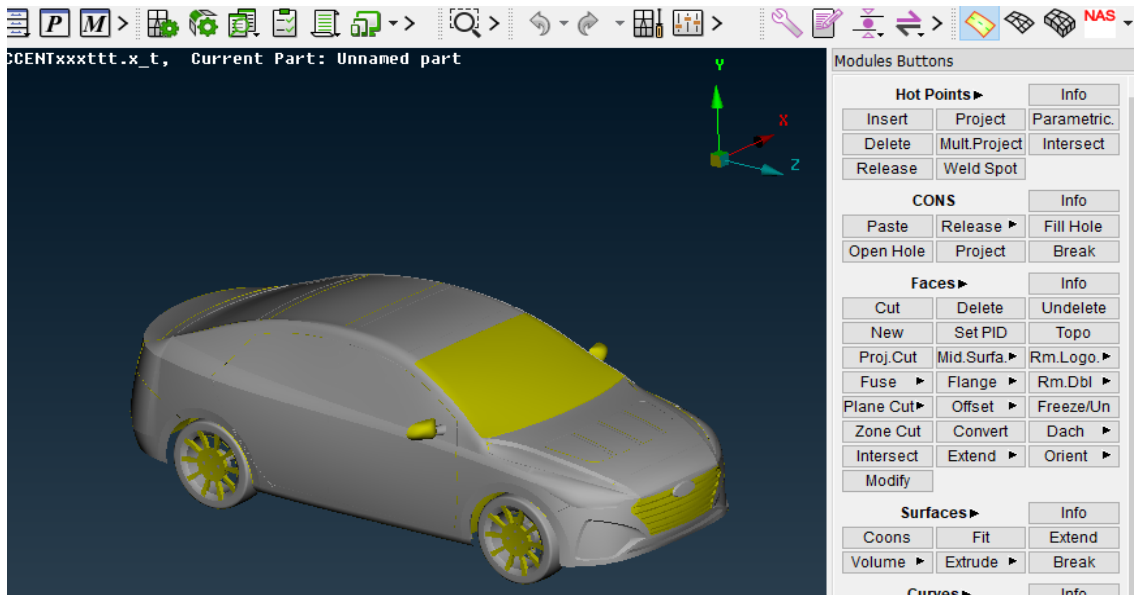 P M NAS
CCENTxxxttt.x_t, Current Part: Unnamed part
Y
X
Z
Modules Buttons
Hot Points Info
Insert Project Parametric.
Delete Mult.Project Intersect
Release Weld Spot
CONS Info
Paste Release Fill Hole
Open Hole Project Break
Faces Info
Cut Delete Undelete
New Set PID Topo
Proj.Cut Mid.Surfa. Rm.Logo.
Fuse Flange Rm.Dbl
Plane Cut Offset Freeze/Un
Zone Cut Convert Dach
Intersect Extend Orient
Modify
Surfaces Info
Coons Fit Extend
Volume Extrude Break
Curves Info